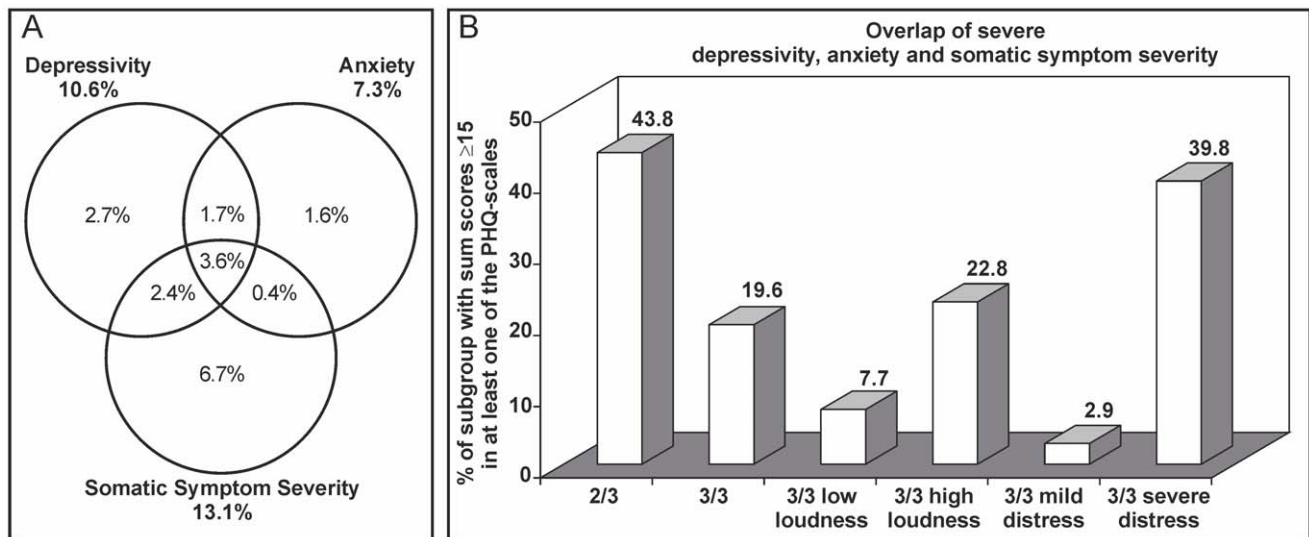 A
Depressivity
10.6%
Anxiety
7.3%
2.7%
1.7%
1.6%
3.6%
2.4%
0.4%
6.7%
Somatic Symptom Severity
13.1%
B
Overlap of severe
depressivity, anxiety and somatic symptom severity
% of subgroup with sum scores ≥15
in at least one of the PHQ-scales
50
40
30
20
10
0
43.8
19.6
7.7
22.8
2.9
39.8
2/3
3/3
3/3 low
loudness
3/3 high
loudness
3/3 mild
distress
3/3 severe
distress